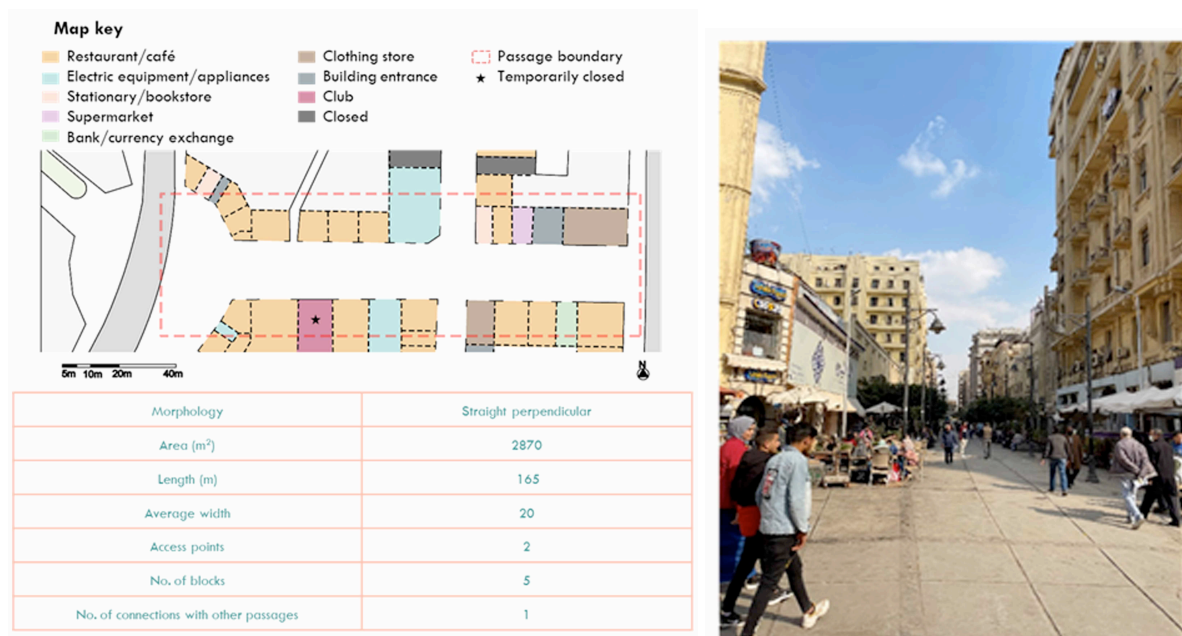 Map key
Restaurant/café
Electric equipment/appliances
Stationary/bookstore
Supermarket
Bank/currency exchange
Clothing store
Building entrance
Club
Closed
Passage boundary
Temporarily closed
5m 10m 20m 40m
N
Morphology Straight perpendicular
Area (m²) 2870
Length (m) 165
Average width 20
Access points 2
No. of blocks 5
No. of connections with other passages 1